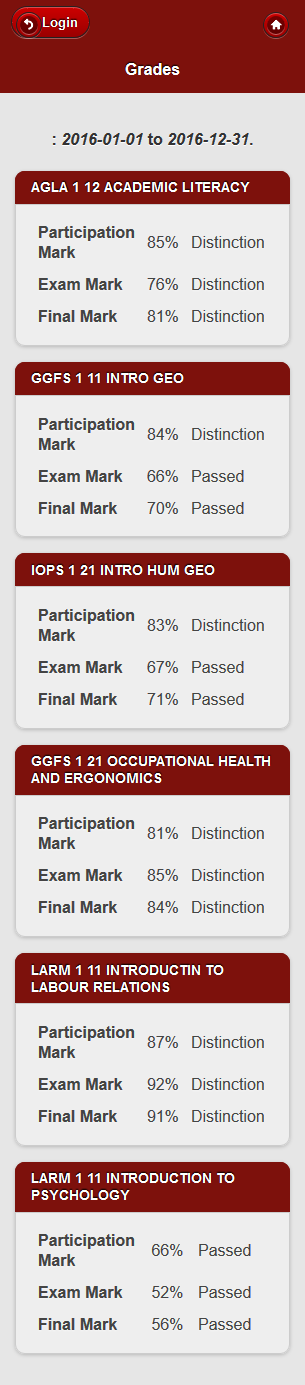 Login
Grades
: 2016-01-01 to 2016-12-31.
AGLA 1 12 ACADEMIC LITERACY
Participation
Mark 85% Distinction
Exam Mark 76% Distinction
Final Mark 81% Distinction
GGFS 1 11 INTRO GEO
Participation
Mark 84% Distinction
Exam Mark 66% Passed
Final Mark 70% Passed
IOPS 1 21 INTRO HUM GEO
Participation
Mark 83% Distinction
Exam Mark 67% Passed
Final Mark 71% Passed
GGFS 1 21 OCCUPATIONAL HEALTH
AND ERGONOMICS
Participation
Mark 81% Distinction
Exam Mark 85% Distinction
Final Mark 84% Distinction
LARM 1 11 INTRODUCTIN TO
LABOUR RELATIONS
Participation
Mark 87% Distinction
Exam Mark 92% Distinction
Final Mark 91% Distinction
LARM 1 11 INTRODUCTION TO
PSYCHOLOGY
Participation
Mark 66% Passed
Exam Mark 52% Passed
Final Mark 56% Passed